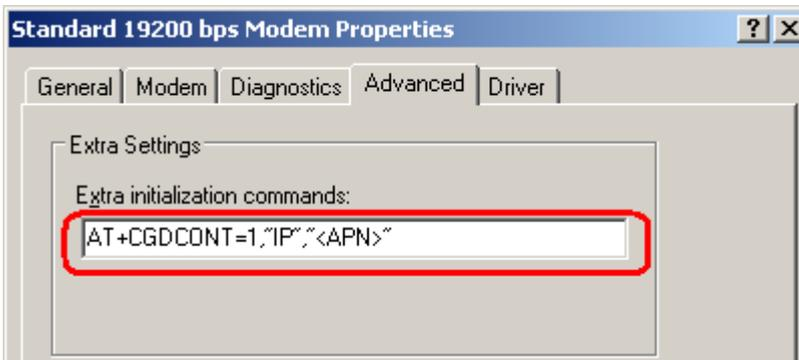 Standard 19200 bps Modem Properties
General Modem Diagnostics Advanced Driver
Extra Settings
Extra initialization commands:
AT+CGDCONT=1,"IP","<APN>"